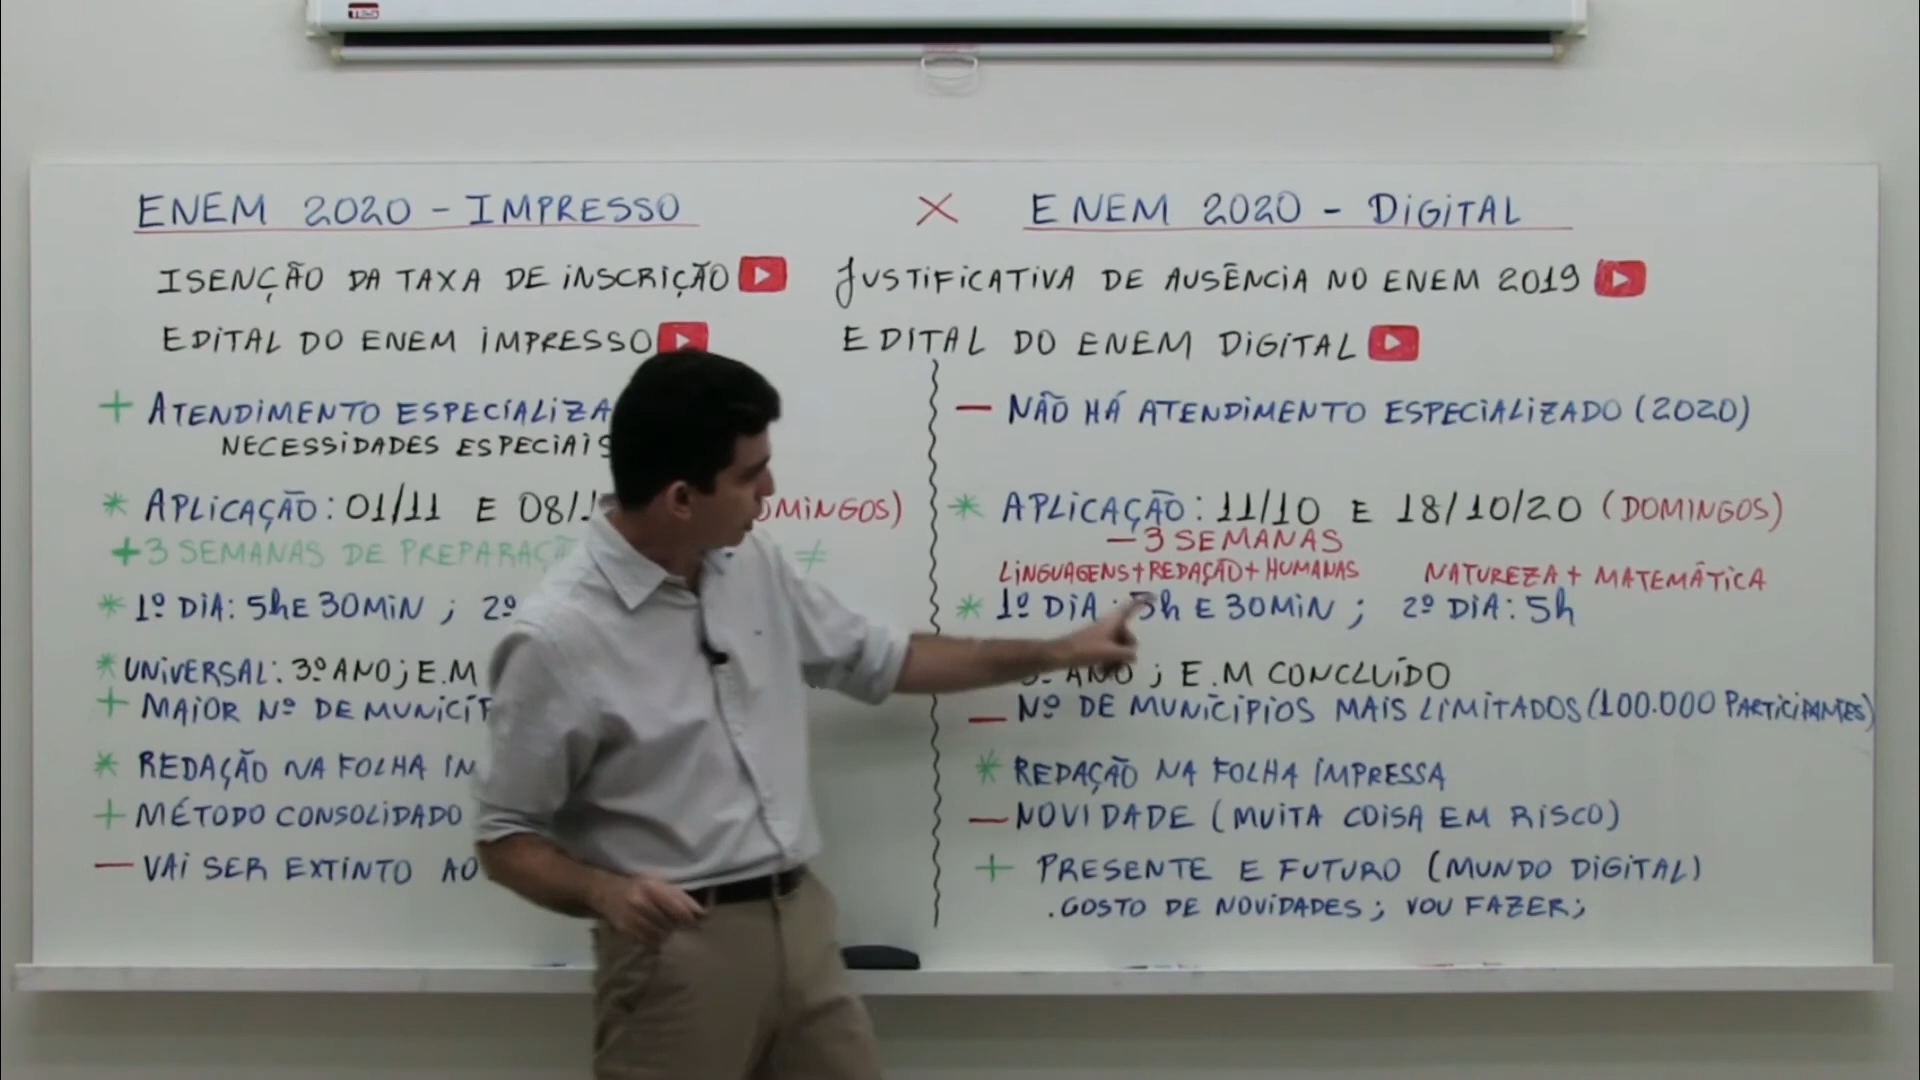 ENEM 2020 - IMPRESSO X ENEM 2020 - DIGITAL
ISENÇÃO DA TAXA DE INSCRIÇÃO
JUSTIFICATIVA DE AUSÊNCIA NO ENEM 2019
EDITAL DO ENEM IMPRESSO
EDITAL DO ENEM DIGITAL
+ ATENDIMENTO ESPECIALIZA
NECESSIDADES ESPECIAIS
* APLICAÇÃO: 01/11 E 08/1 OMINGOS)
+3 SEMANAS DE PREPARAÇÃ ≠
* 1º DIA: 5h E 30MIN ; 2º
* UNIVERSAL: 3º ANO; E.M
+ MAIOR Nº DE MUNICÍP
* REDAÇÃO NA FOLHA IM
+ MÉTODO CONSOLIDADO
- VAI SER EXTINTO AO
- NÃO HÁ ATENDIMENTO ESPECIALIZADO (2020)
* APLICAÇÃO: 11/10 E 18/10/20 (DOMINGOS)
- 3 SEMANAS
LINGUAGENS+REDAÇÃO+HUMANAS NATUREZA + MATEMÁTICA
* 1º DIA: 5h E 30MIN ; 2º DIA: 5h
ANO ; E.M CONCLUÍDO
- Nº DE MUNICÍPIOS MAIS LIMITADOS (100.000 PARTICIPANTES)
* REDAÇÃO NA FOLHA IMPRESSA
- NOVIDADE (MUITA COISA EM RISCO)
+ PRESENTE E FUTURO (MUNDO DIGITAL)
. GOSTO DE NOVIDADES ; VOU FAZER;